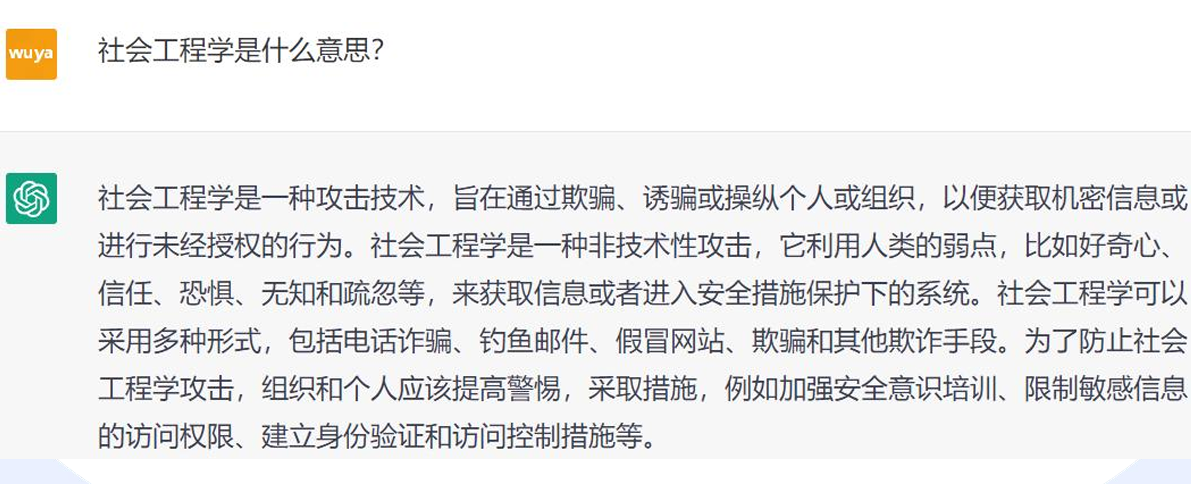 wuya
社会工程学是什么意思?
社会工程学是一种攻击技术，旨在通过欺骗、诱骗或操纵个人或组织，以便获取机密信息或
进行未经授权的行为。社会工程学是一种非技术性攻击，它利用人类的弱点，比如好奇心、
信任、恐惧、无知和疏忽等，来获取信息或者进入安全措施保护下的系统。社会工程学可以
采用多种形式，包括电话诈骗、钓鱼邮件、假冒网站、欺骗和其他欺诈手段。为了防止社会
工程学攻击，组织和个人应该提高警惕，采取措施，例如加强安全意识培训、限制敏感信息
的访问权限、建立身份验证和访问控制措施等。